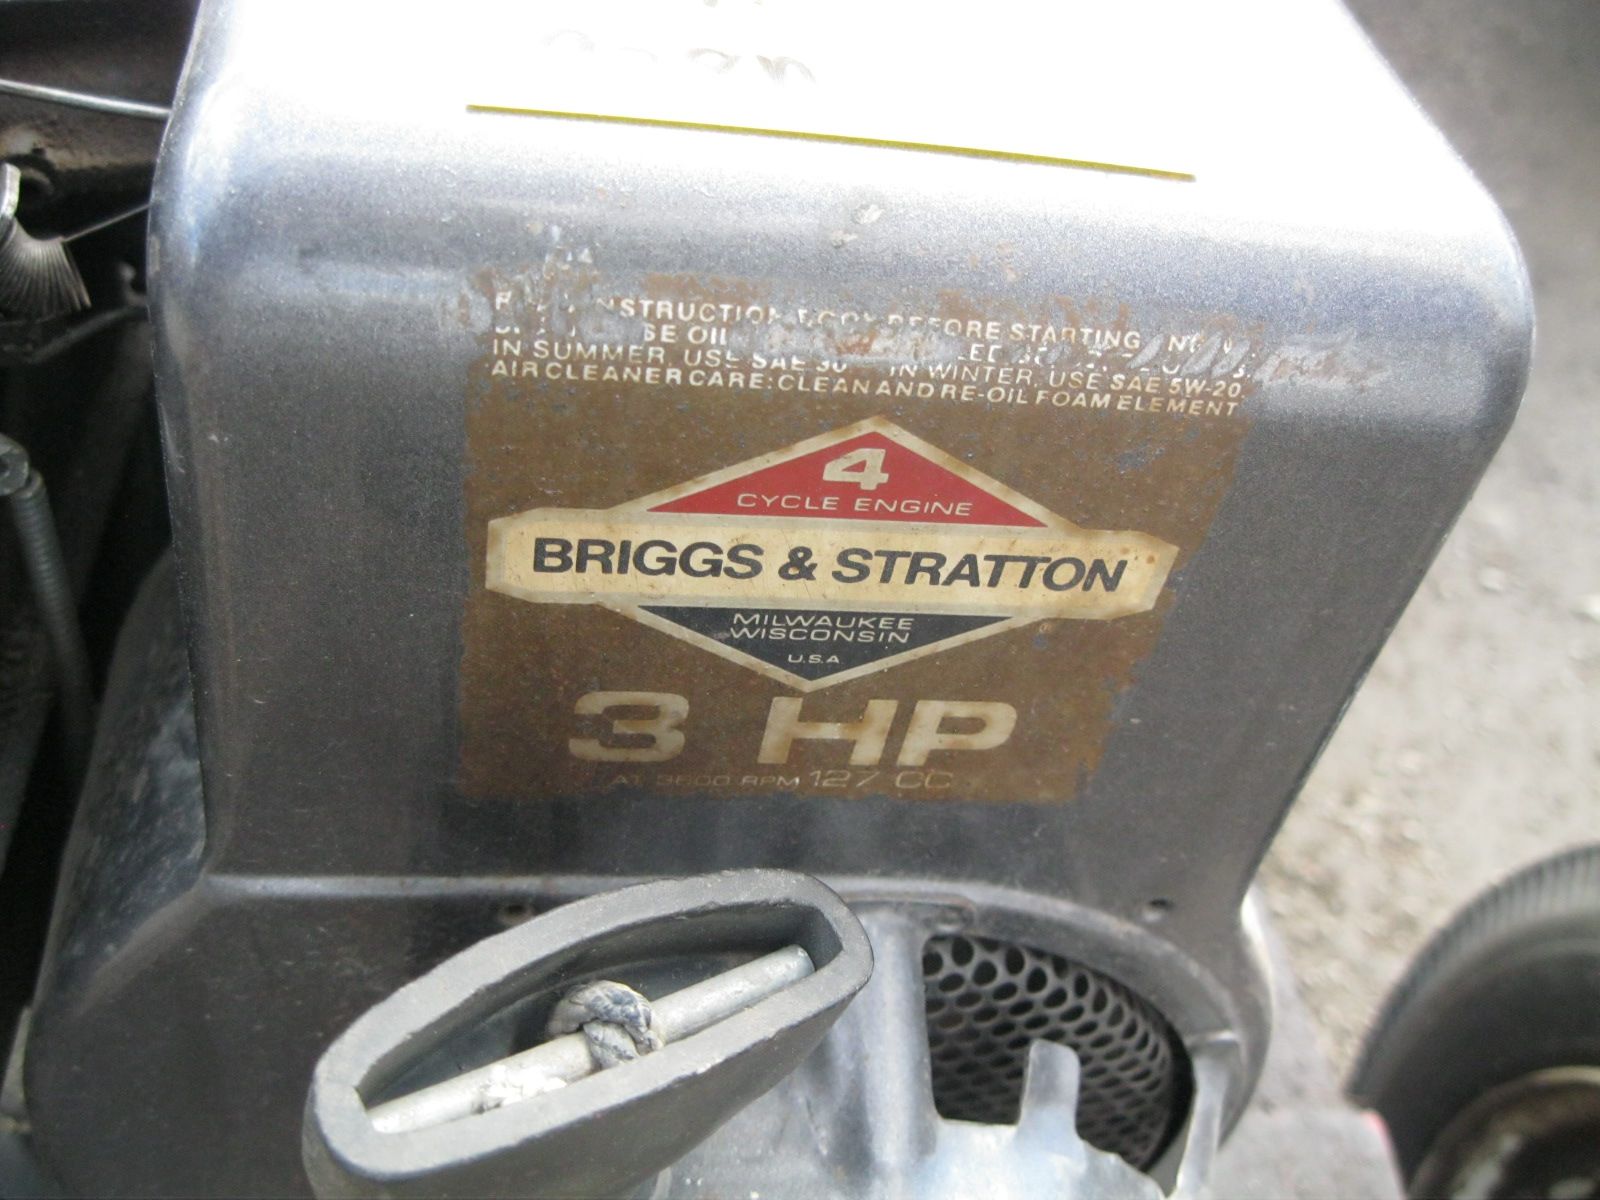 INSTRUCTION BEFORE STARTING
USE OIL
IN SUMMER, USE SAE 30 IN WINTER, USE SAE 5W-20.
AIR CLEANER CARE: CLEAN AND RE-OIL FOAM ELEMENT
4
CYCLE ENGINE
BRIGGS & STRATTON
MILWAUKEE
WISCONSIN
U.S.A.
3 HP
AT 3600 RPM 127 CC